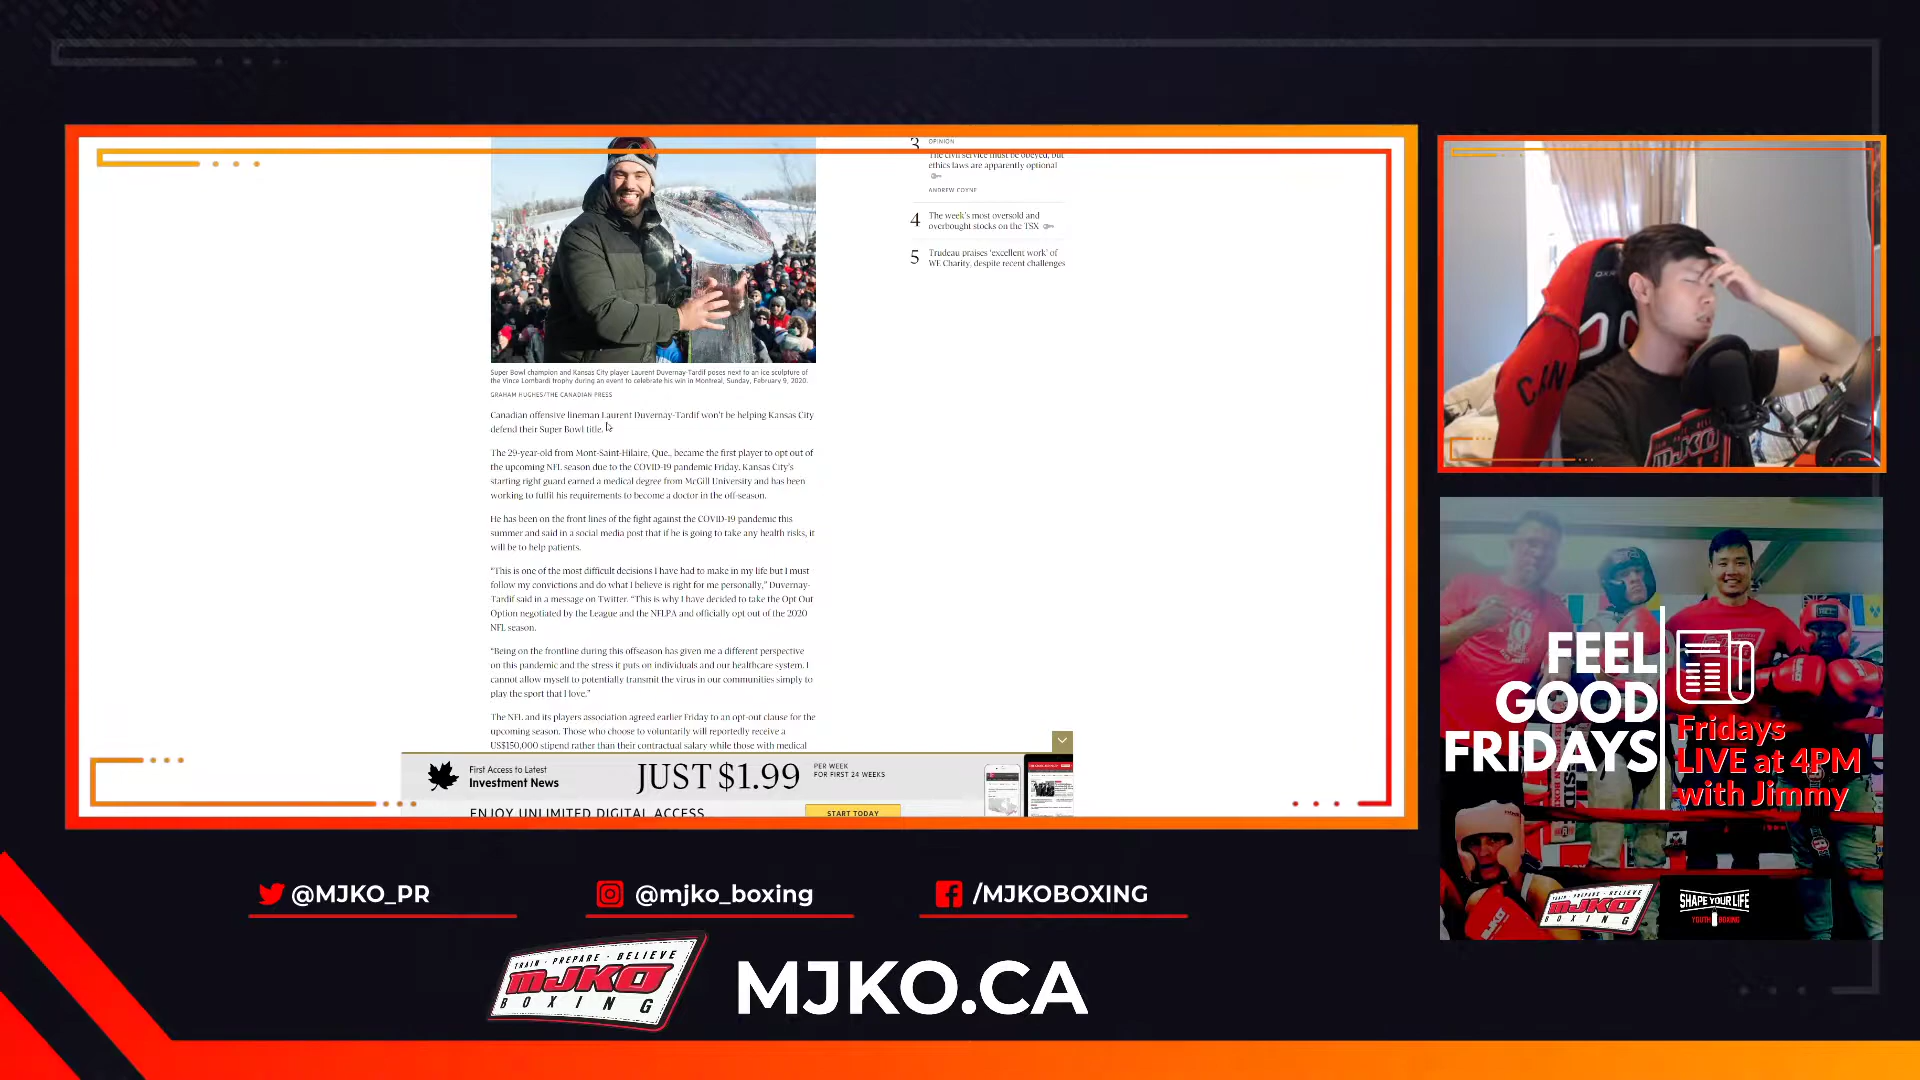 3
OPINION
The civil service must be obeyed, but
ethics laws are apparently optional
ANDREW COYNE
4
The week's most oversold and
overbought stocks on the TSX
5
Trudeau praises ‘excellent work’ of
WE Charity, despite recent challenges
Super Bowl champion and Kansas City player Laurent Duvernay-Tardif poses next to an ice sculpture of
the Vince Lombardi trophy during an event to celebrate his win in Montreal, Sunday, February 9, 2020.
GRAHAM HUGHES/THE CANADIAN PRESS
Canadian offensive lineman Laurent Duvernay-Tardif won't be helping Kansas City
defend their Super Bowl title.
The 29-year-old from Mont-Saint-Hilaire, Que., became the first player to opt out of
the upcoming NFL season due to the COVID-19 pandemic Friday. Kansas City's
starting right guard earned a medical degree from McGill University and has been
working to fulfil his requirements to become a doctor in the off-season.
He has been on the front lines of the fight against the COVID-19 pandemic this
summer and said in a social media post that if he is going to take any health risks, it
will be to help patients.
“This is one of the most difficult decisions I have had to make in my life but I must
follow my convictions and do what I believe is right for me personally,” Duvernay-
Tardif said in a message on Twitter. “This is why I have decided to take the Opt Out
Option negotiated by the League and the NFLPA and officially opt out of the 2020
NFL season.
“Being on the frontline during this offseason has given me a different perspective
on this pandemic and the stress it puts on individuals and our healthcare system. I
cannot allow myself to potentially transmit the virus in our communities simply to
play the sport that I love.”
The NFL and its players association agreed earlier Friday to an opt-out clause for the
upcoming season. Those who choose to voluntarily will reportedly receive a
US$150,000 stipend rather than their contractual salary while those with medical
First Access to Latest
Investment News
JUST $1.99
PER WEEK
FOR FIRST 24 WEEKS
ENJOY UNLIMITED DIGITAL ACCESS
START TODAY
CAN
MJKO
FEEL
GOOD
FRIDAYS
Fridays
LIVE at 4PM
with Jimmy
TRAIN · PREPARE · BELIEVE
MJKO
BOXING
SHAPE YOUR LIFE
YOUTH BOXING
@MJKO_PR
@mjko_boxing
/MJKOBOXING
TRAIN · PREPARE · BELIEVE
MJKO
BOXING
MJKO.CA